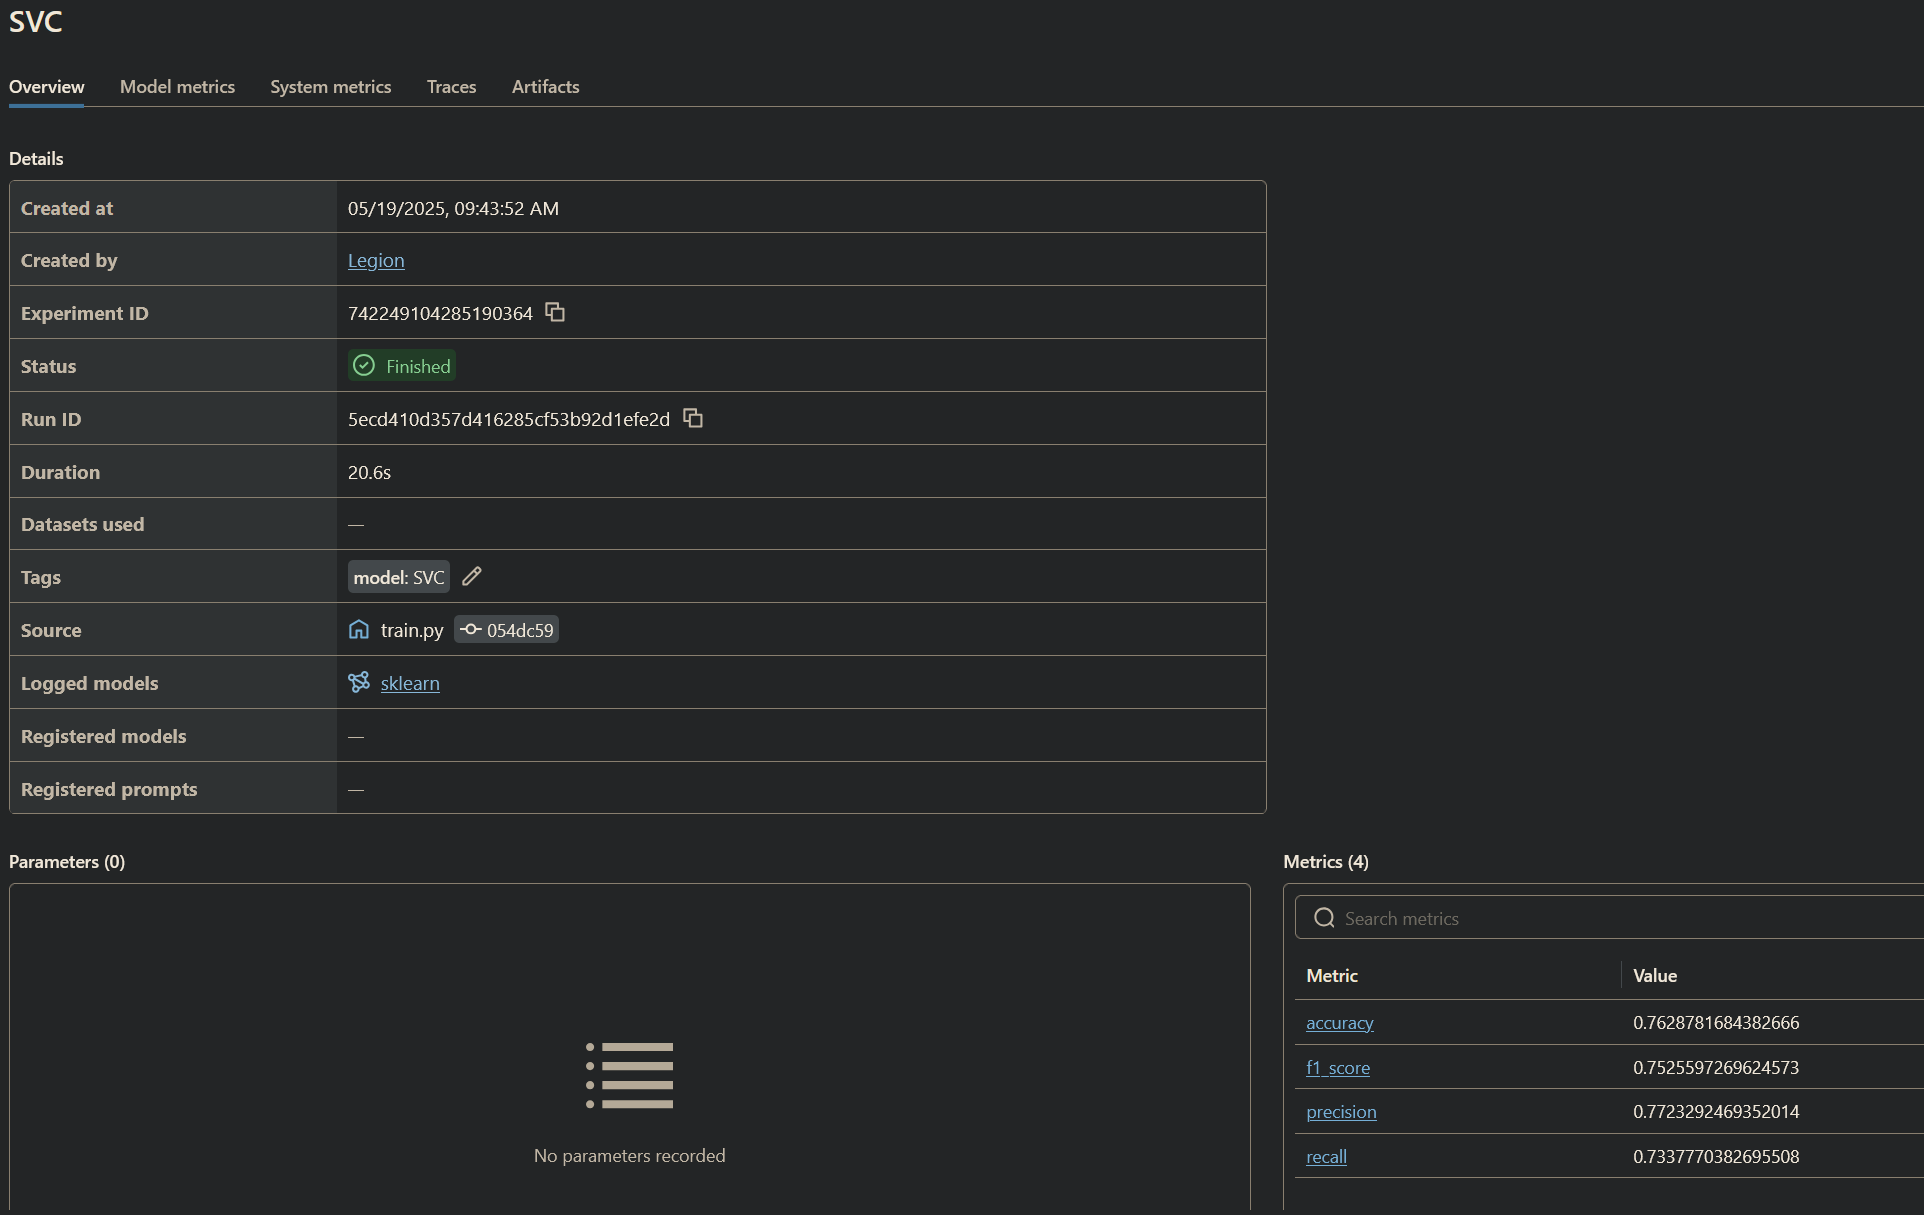 SVC
Overview Model metrics System metrics Traces Artifacts
Details
Created at 05/19/2025, 09:43:52 AM
Created by Legion
Experiment ID 742249104285190364
Status Finished
Run ID 5ecd410d357d416285cf53b92d1efe2d
Duration 20.6s
Datasets used —
Tags model: SVC
Source train.py 054dc59
Logged models sklearn
Registered models —
Registered prompts —
Parameters (0)
No parameters recorded
Metrics (4)
Search metrics
Metric Value
accuracy 0.7628781684382666
f1_score 0.7525597269624573
precision 0.7723292469352014
recall 0.7337770382695508